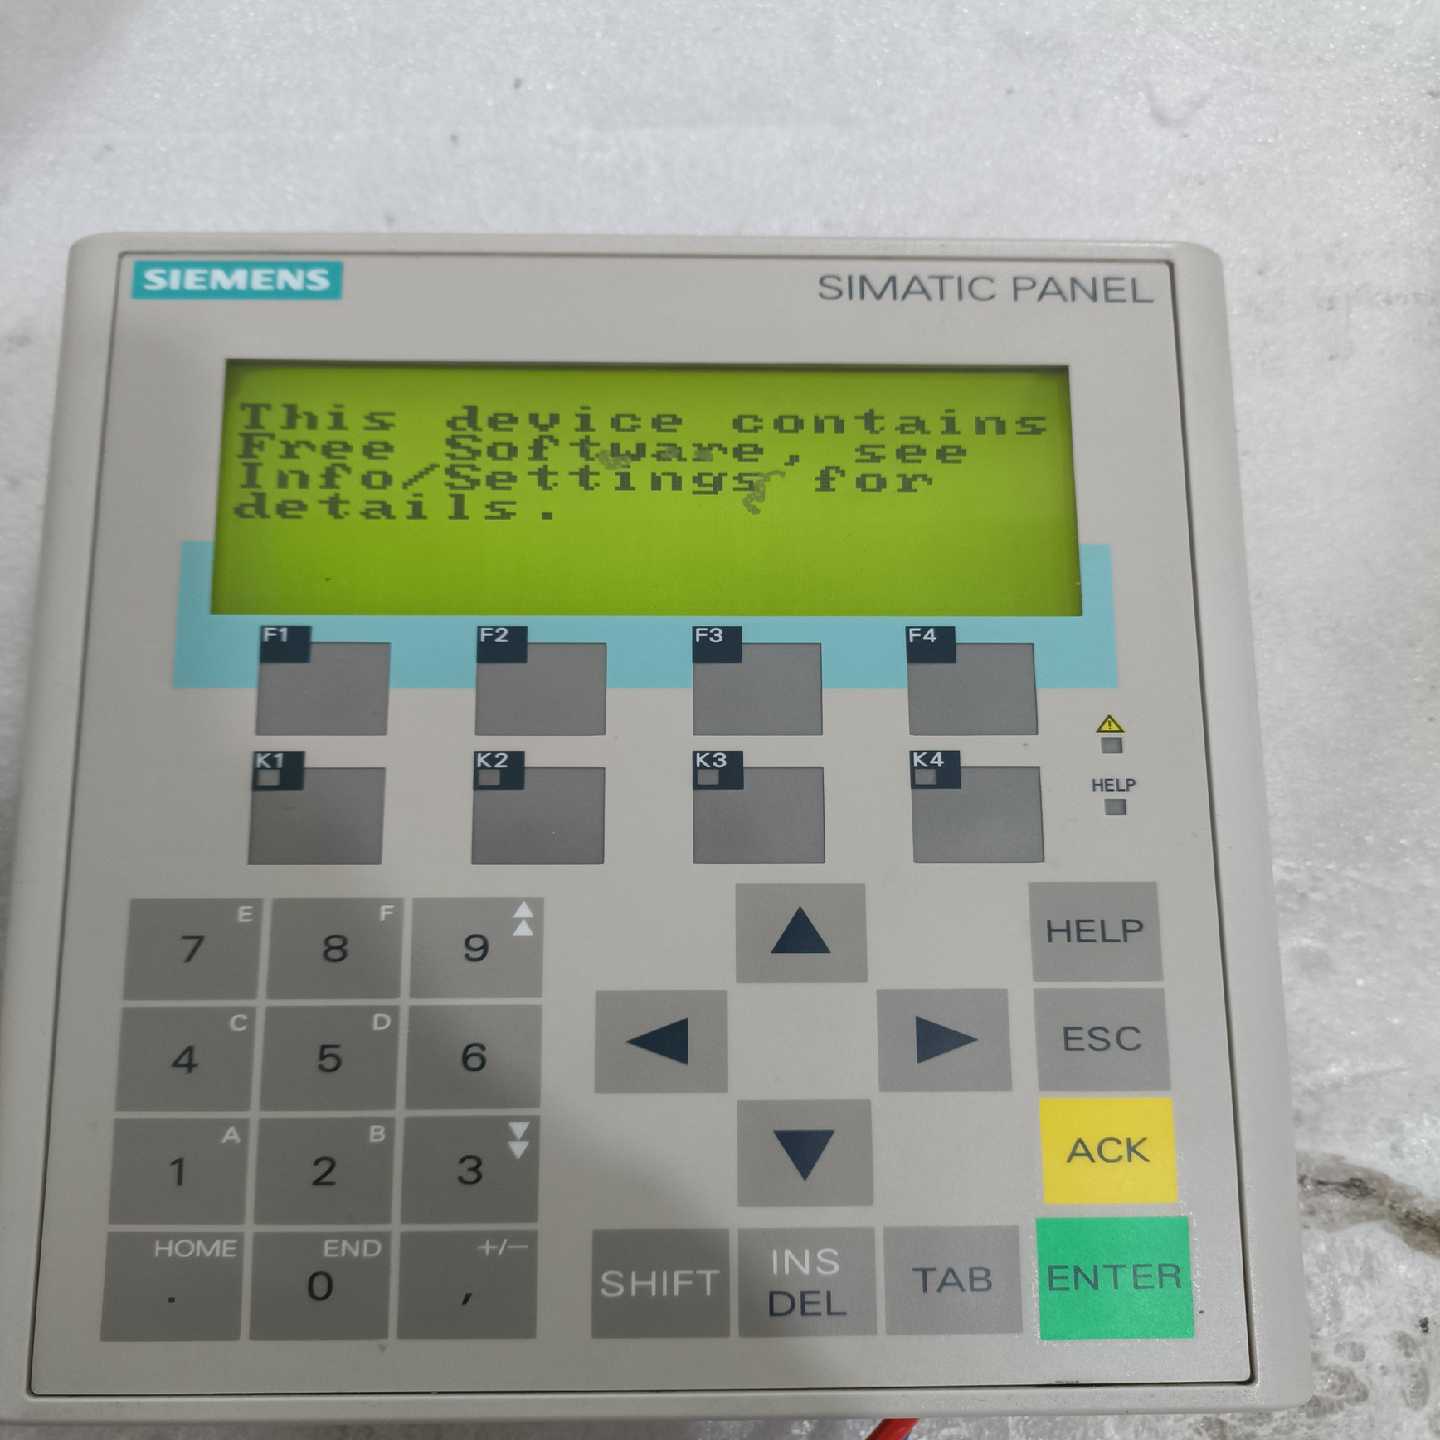 SIEMENS
SIMATIC PANEL
This device contains
Free Software, see
Info/Settings for
details.
F1 F2 F3 F4
K1 K2 K3 K4
HELP
7 E 8 F 9
4 C 5 D 6
1 A 2 B 3
. HOME 0 END , +/−
HELP
ESC
ACK
SHIFT INS DEL TAB ENTER